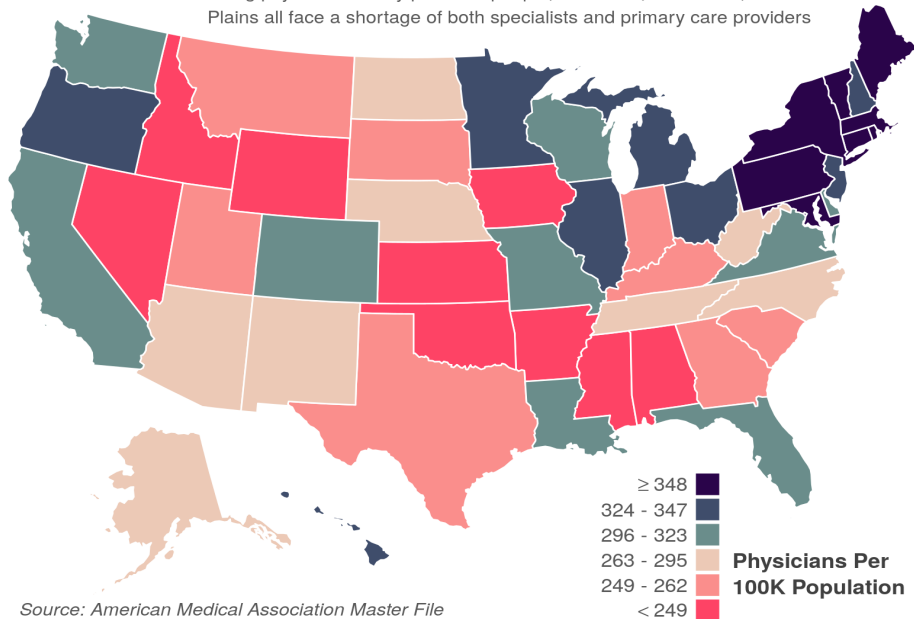 Plains all face a shortage of both specialists and primary care providers
≥ 348
324 - 347
296 - 323
263 - 295
249 - 262
< 249
Physicians Per
100K Population
Source: American Medical Association Master File